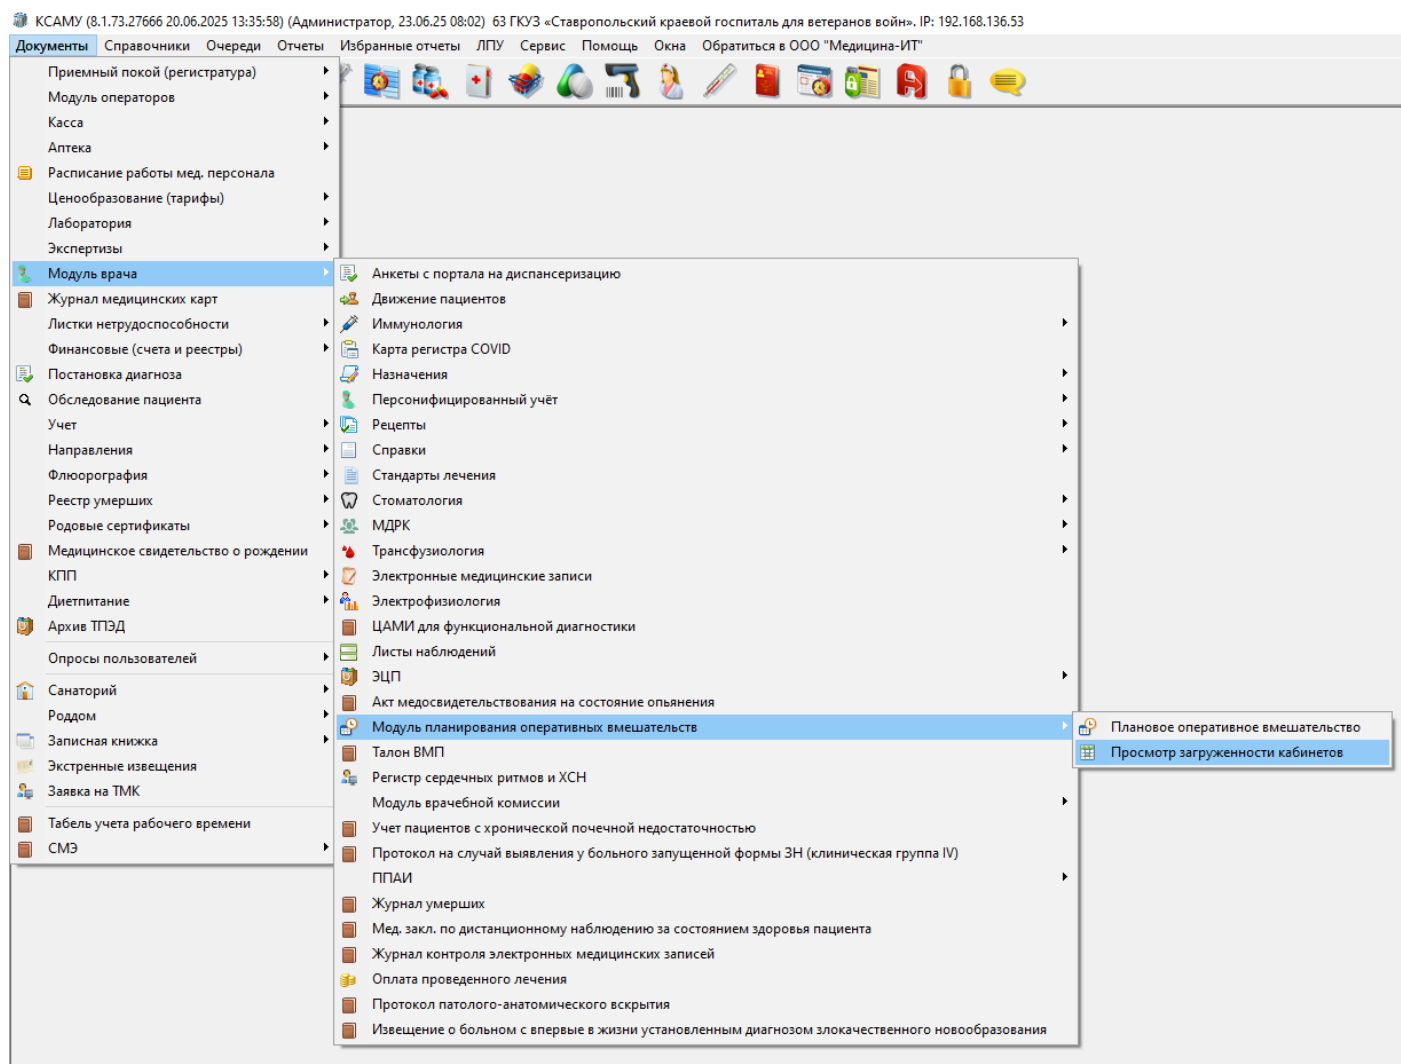 КСАМУ (8.1.73.27666 20.06.2025 13:35:58) (Администратор, 23.06.25 08:02) 63 ГКУЗ «Ставропольский краевой госпиталь для ветеранов войн». IP: 192.168.136.53
Документы Справочники Очереди Отчеты Избранные отчеты ЛПУ Сервис Помощь Окна Обратиться в ООО "Медицина-ИТ"
Приемный покой (регистратура)
Модуль операторов
Касса
Аптека
Расписание работы мед. персонала
Ценообразование (тарифы)
Лаборатория
Экспертизы
Модуль врача
Журнал медицинских карт
Листки нетрудоспособности
Финансовые (счета и реестры)
Постановка диагноза
Обследование пациента
Учет
Направления
Флюорография
Реестр умерших
Родовые сертификаты
Медицинское свидетельство о рождении
КПП
Диетпитание
Архив ТПЭД
Опросы пользователей
Санаторий
Роддом
Записная книжка
Экстренные извещения
Заявка на ТМК
Табель учета рабочего времени
СМЭ
Анкеты с портала на диспансеризацию
Движение пациентов
Иммунология
Карта регистра COVID
Назначения
Персонифицированный учёт
Рецепты
Справки
Стандарты лечения
Стоматология
МДРК
Трансфузиология
Электронные медицинские записи
Электрофизиология
ЦАМИ для функциональной диагностики
Листы наблюдений
ЭЦП
Акт медосвидетельствования на состояние опьянения
Модуль планирования оперативных вмешательств
Талон ВМП
Регистр сердечных ритмов и ХСН
Модуль врачебной комиссии
Учет пациентов с хронической почечной недостаточностью
Протокол на случай выявления у больного запущенной формы ЗН (клиническая группа IV)
ППАИ
Журнал умерших
Мед. закл. по дистанционному наблюдению за состоянием здоровья пациента
Журнал контроля электронных медицинских записей
Оплата проведенного лечения
Протокол патолого-анатомического вскрытия
Извещение о больном с впервые в жизни установленным диагнозом злокачественного новообразования
Плановое оперативное вмешательство
Просмотр загруженности кабинетов